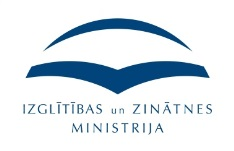 IZGLĪTĪBAS un ZINĀTNES
MINISTRIJA